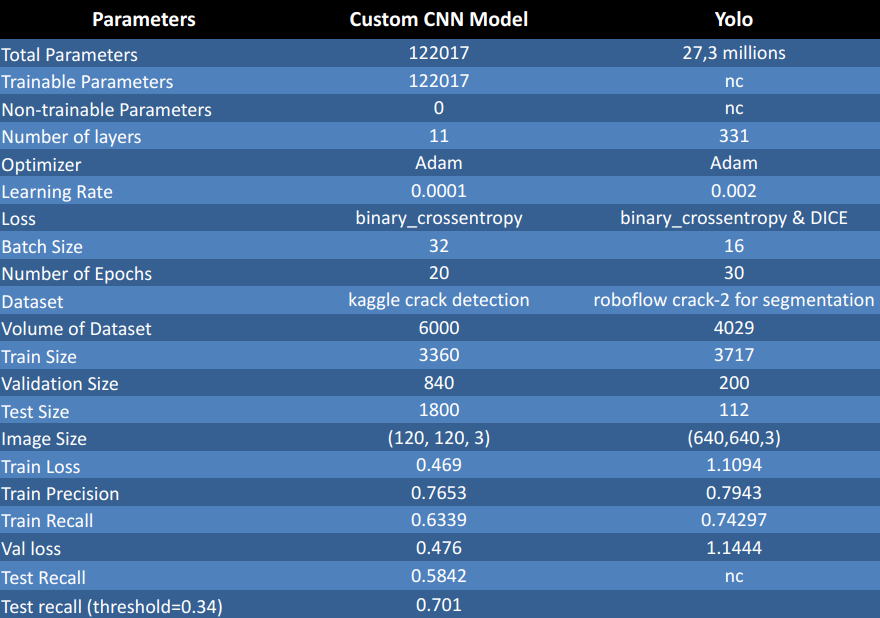 Parameters Custom CNN Model Yolo
Total Parameters 122017 27,3 millions
Trainable Parameters 122017 nc
Non-trainable Parameters 0 nc
Number of layers 11 331
Optimizer Adam Adam
Learning Rate 0.0001 0.002
Loss binary_crossentropy binary_crossentropy & DICE
Batch Size 32 16
Number of Epochs 20 30
Dataset kaggle crack detection roboflow crack-2 for segmentation
Volume of Dataset 6000 4029
Train Size 3360 3717
Validation Size 840 200
Test Size 1800 112
Image Size (120, 120, 3) (640,640,3)
Train Loss 0.469 1.1094
Train Precision 0.7653 0.7943
Train Recall 0.6339 0.74297
Val loss 0.476 1.1444
Test Recall 0.5842 nc
Test recall (threshold=0.34) 0.701